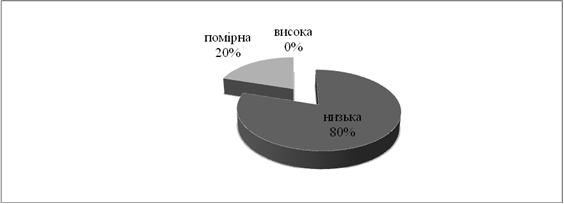 висока
0%
помірна
20%
низька
80%